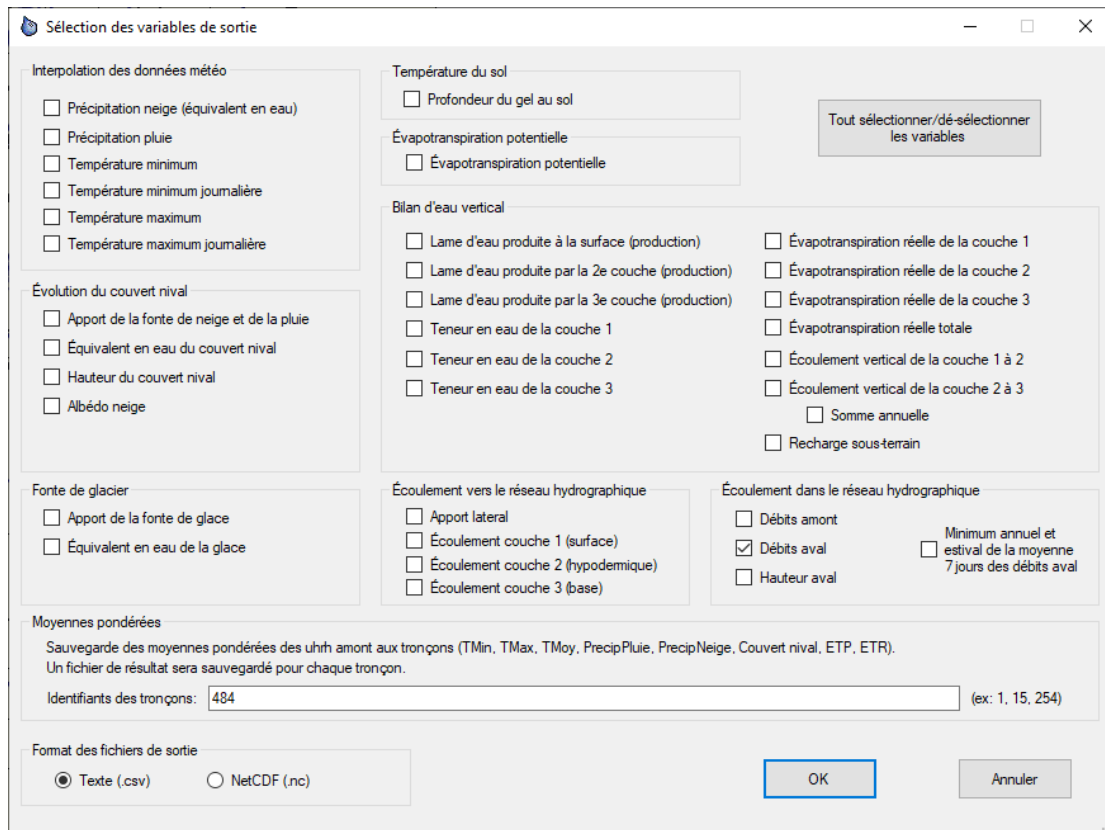 Sélection des variables de sortie
Interpolation des données météo
Précipitation neige (équivalent en eau)
Précipitation pluie
Température minimum
Température minimum journalière
Température maximum
Température maximum journalière
Évolution du couvert nival
Apport de la fonte de neige et de la pluie
Équivalent en eau du couvert nival
Hauteur du couvert nival
Albédo neige
Fonte de glacier
Apport de la fonte de glace
Équivalent en eau de la glace
Température du sol
Profondeur du gel au sol
Évapotranspiration potentielle
Évapotranspiration potentielle
Tout sélectionner/dé-sélectionner
les variables
Bilan d'eau vertical
Lame d'eau produite à la surface (production)
Lame d'eau produite par la 2e couche (production)
Lame d'eau produite par la 3e couche (production)
Teneur en eau de la couche 1
Teneur en eau de la couche 2
Teneur en eau de la couche 3
Évapotranspiration réelle de la couche 1
Évapotranspiration réelle de la couche 2
Évapotranspiration réelle de la couche 3
Évapotranspiration réelle totale
Écoulement vertical de la couche 1 à 2
Écoulement vertical de la couche 2 à 3
Somme annuelle
Recharge sous-terrain
Écoulement vers le réseau hydrographique
Apport lateral
Écoulement couche 1 (surface)
Écoulement couche 2 (hypodermique)
Écoulement couche 3 (base)
Écoulement dans le réseau hydrographique
Débits amont
Débits aval
Hauteur aval
Minimum annuel et
estival de la moyenne
7 jours des débits aval
Moyennes pondérées
Sauvegarde des moyennes pondérées des uhrh amont aux tronçons (TMin, TMax, TMoy, PrecipPluie, PrecipNeige, Couvert nival, ETP, ETR).
Un fichier de résultat sera sauvegardé pour chaque tronçon.
Identifiants des tronçons: 484 (ex: 1, 15, 254)
Format des fichiers de sortie
Texte (.csv) NetCDF (.nc)
OK Annuler